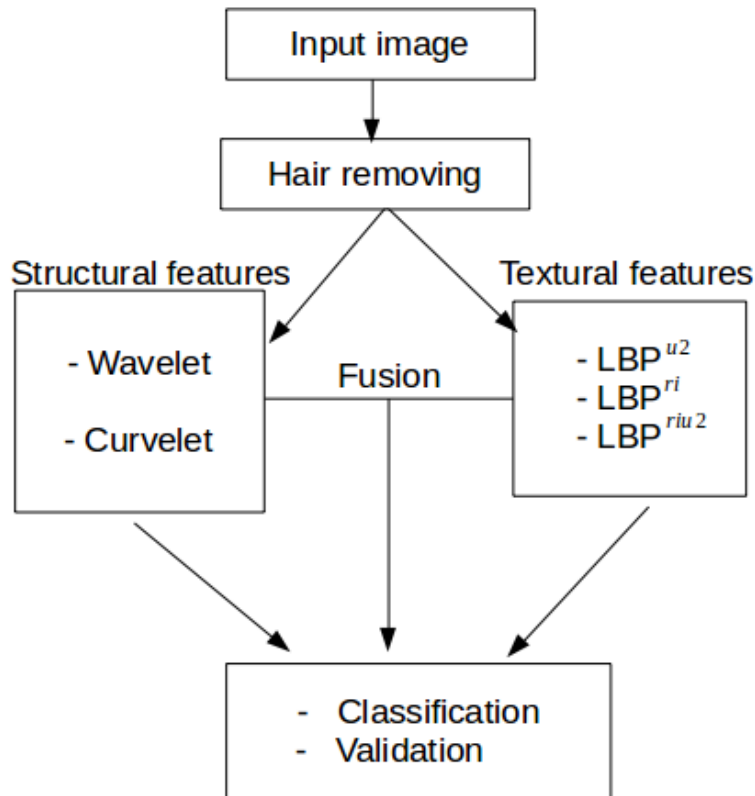 Input image
Hair removing
Structural features
- Wavelet
- Curvelet
Fusion
Textural features
- LBP^{u2}
- LBP^{ri}
- LBP^{riu2}
- Classification
- Validation